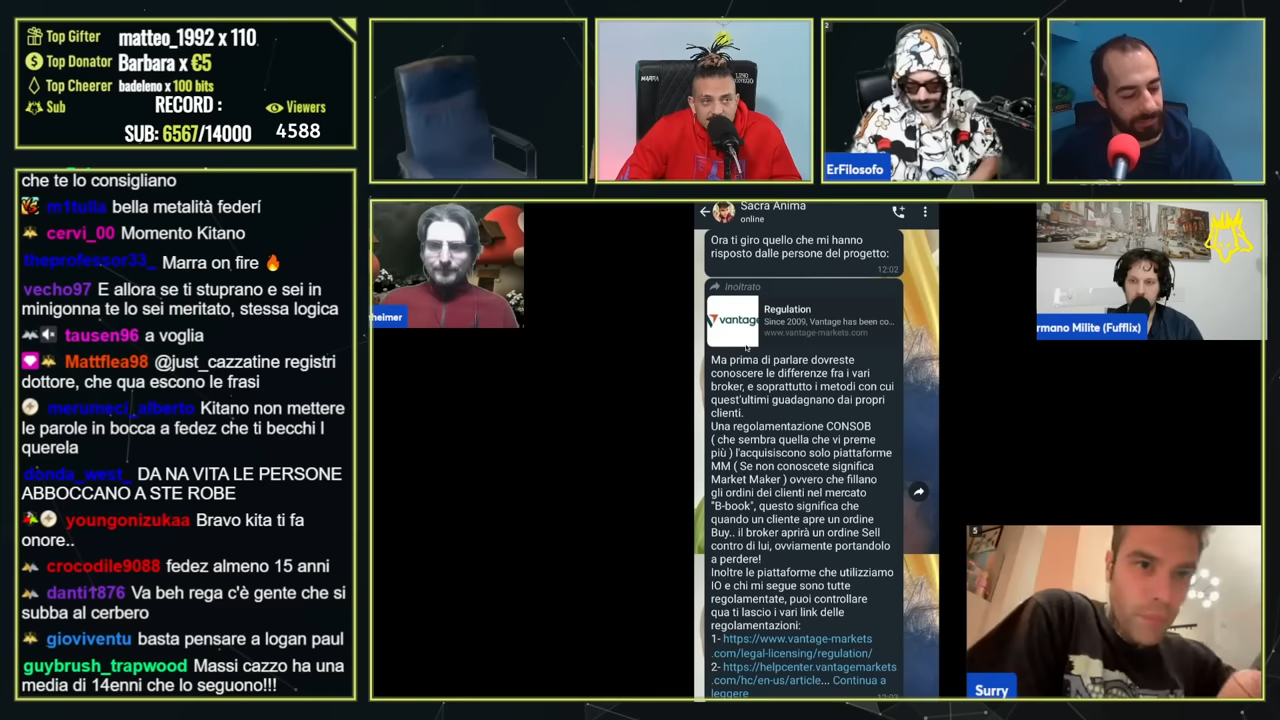 Top Gifter
matteo_1992 x 110
Top Donator
Barbara x €5
Top Cheerer
badeleno x 100 bits
Sub
RECORD :
Viewers
SUB: 6567/14000
4588
che te lo consigliano
m1tulla bella metalità federí
cervi_00 Momento Kitano
theprofessor33_ Marra on fire 🔥
vecho97 E allora se ti stuprano e sei in
minigonna te lo sei meritato, stessa logica
tausen96 a voglia
Mattflea98 @just_cazzatine registri
dottore, che qua escono le frasi
merumeci_alberto Kitano non mettere
le parole in bocca a fedez che ti becchi l
querela
donda_west_ DA NA VITA LE PERSONE
ABBOCCANO A STE ROBE
youngonizukaa Bravo kita ti fa
onore..
crocodile9088 fedez almeno 15 anni
danti1876 Va beh rega c'è gente che si
subba al cerbero
gioviventu basta pensare a logan paul
guybrush_trapwood Massi cazzo ha una
media di 14enni che lo seguono!!!
MARRA
2
ErFilosofo
heimer
Sacra Anima
online
Ora ti giro quello che mi hanno
risposto dalle persone del progetto:
12:02
Inoltrato
vantage
Regulation
Since 2009, Vantage has been co...
www.vantage-markets.com
Ma prima di parlare dovreste
conoscere le differenze fra i vari
broker, e soprattutto i metodi con cui
quest'ultimi guadagnano dai propri
clienti.
Una regolamentazione CONSOB
( che sembra quella che vi preme
più ) l'acquisiscono solo piattaforme
MM ( Se non conoscete significa
Market Maker ) ovvero che fillano
gli ordini dei clienti nel mercato
"B-book", questo significa che
quando un cliente apre un ordine
Buy.. il broker aprirà un ordine Sell
contro di lui, ovviamente portandolo
a perdere!
Inoltre le piattaforme che utilizziamo
IO e chi mi segue sono tutte
regolamentate, puoi controllare
qua ti lascio i vari link delle
regolamentazioni:
1- https://www.vantage-markets
.com/legal-licensing/regulation/
2- https://helpcenter.vantagemarkets
.com/hc/en-us/article... Continua a
leggere
12:02
rmano Milite (Fufflix)
5
Surry